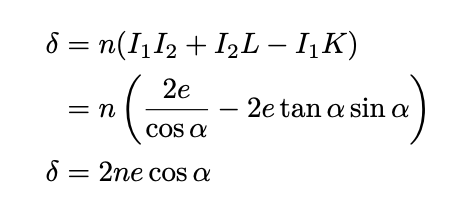 δ = n(I₁I₂ + I₂L − I₁K)
= n(2e/cos α − 2e tan α sin α)
δ = 2ne cos α